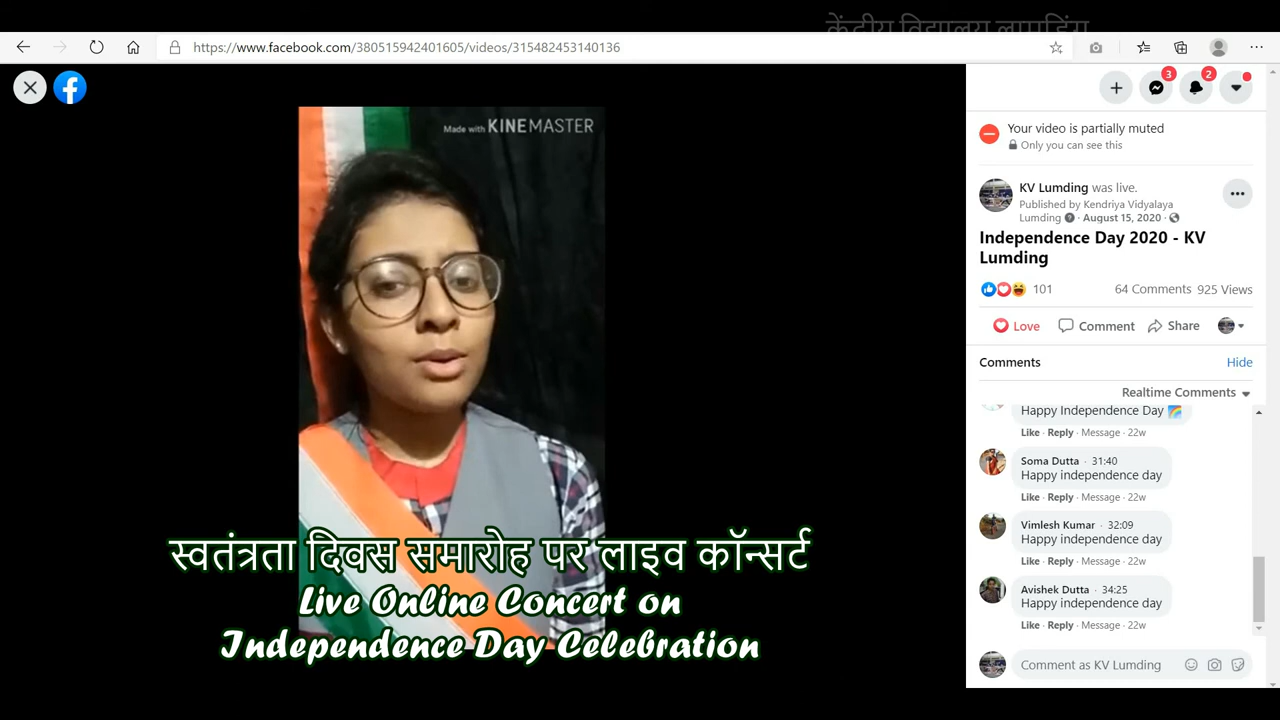 केंद्रीय विद्यालय लामडिंग
https://www.facebook.com/380515942401605/videos/315482453140136
Made with KINEMASTER
3
2
Your video is partially muted
Only you can see this
KV Lumding was live.
Published by Kendriya Vidyalaya
Lumding · August 15, 2020 ·
Independence Day 2020 - KV
Lumding
101 64 Comments 925 Views
Love Comment Share
Comments Hide
Realtime Comments
Happy Independence Day 🌈
Like · Reply · Message · 22w
Soma Dutta · 31:40
Happy independence day
Like · Reply · Message · 22w
Vimlesh Kumar · 32:09
Happy independence day
Like · Reply · Message · 22w
Avishek Dutta · 34:25
Happy independence day
Like · Reply · Message · 22w
Comment as KV Lumding
स्वतंत्रता दिवस समारोह पर लाइव कॉन्सर्ट
Live Online Concert on
Independence Day Celebration